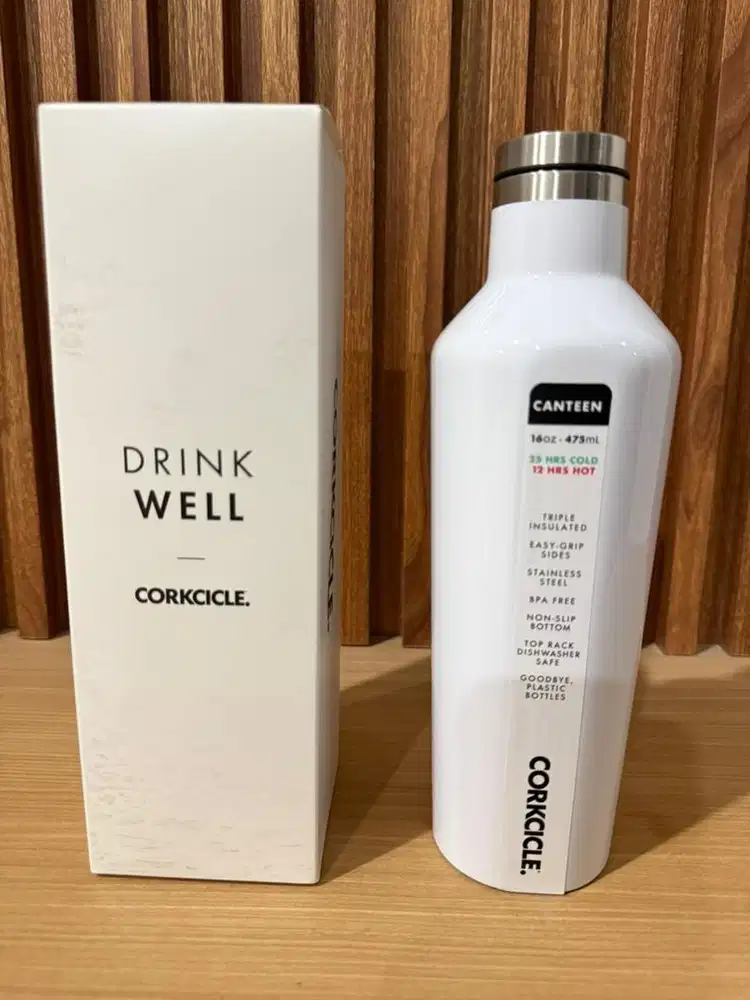 DRINK
WELL
CORKCICLE.
CORKCICLE.
CANTEEN
16oz - 475mL
25 HRS COLD
12 HRS HOT
TRIPLE
INSULATED
EASY-GRIP
SIDES
STAINLESS
STEEL
BPA FREE
NON-SLIP
BOTTOM
TOP RACK
DISHWASHER
SAFE
GOODBYE,
PLASTIC
BOTTLES
CORKCICLE.